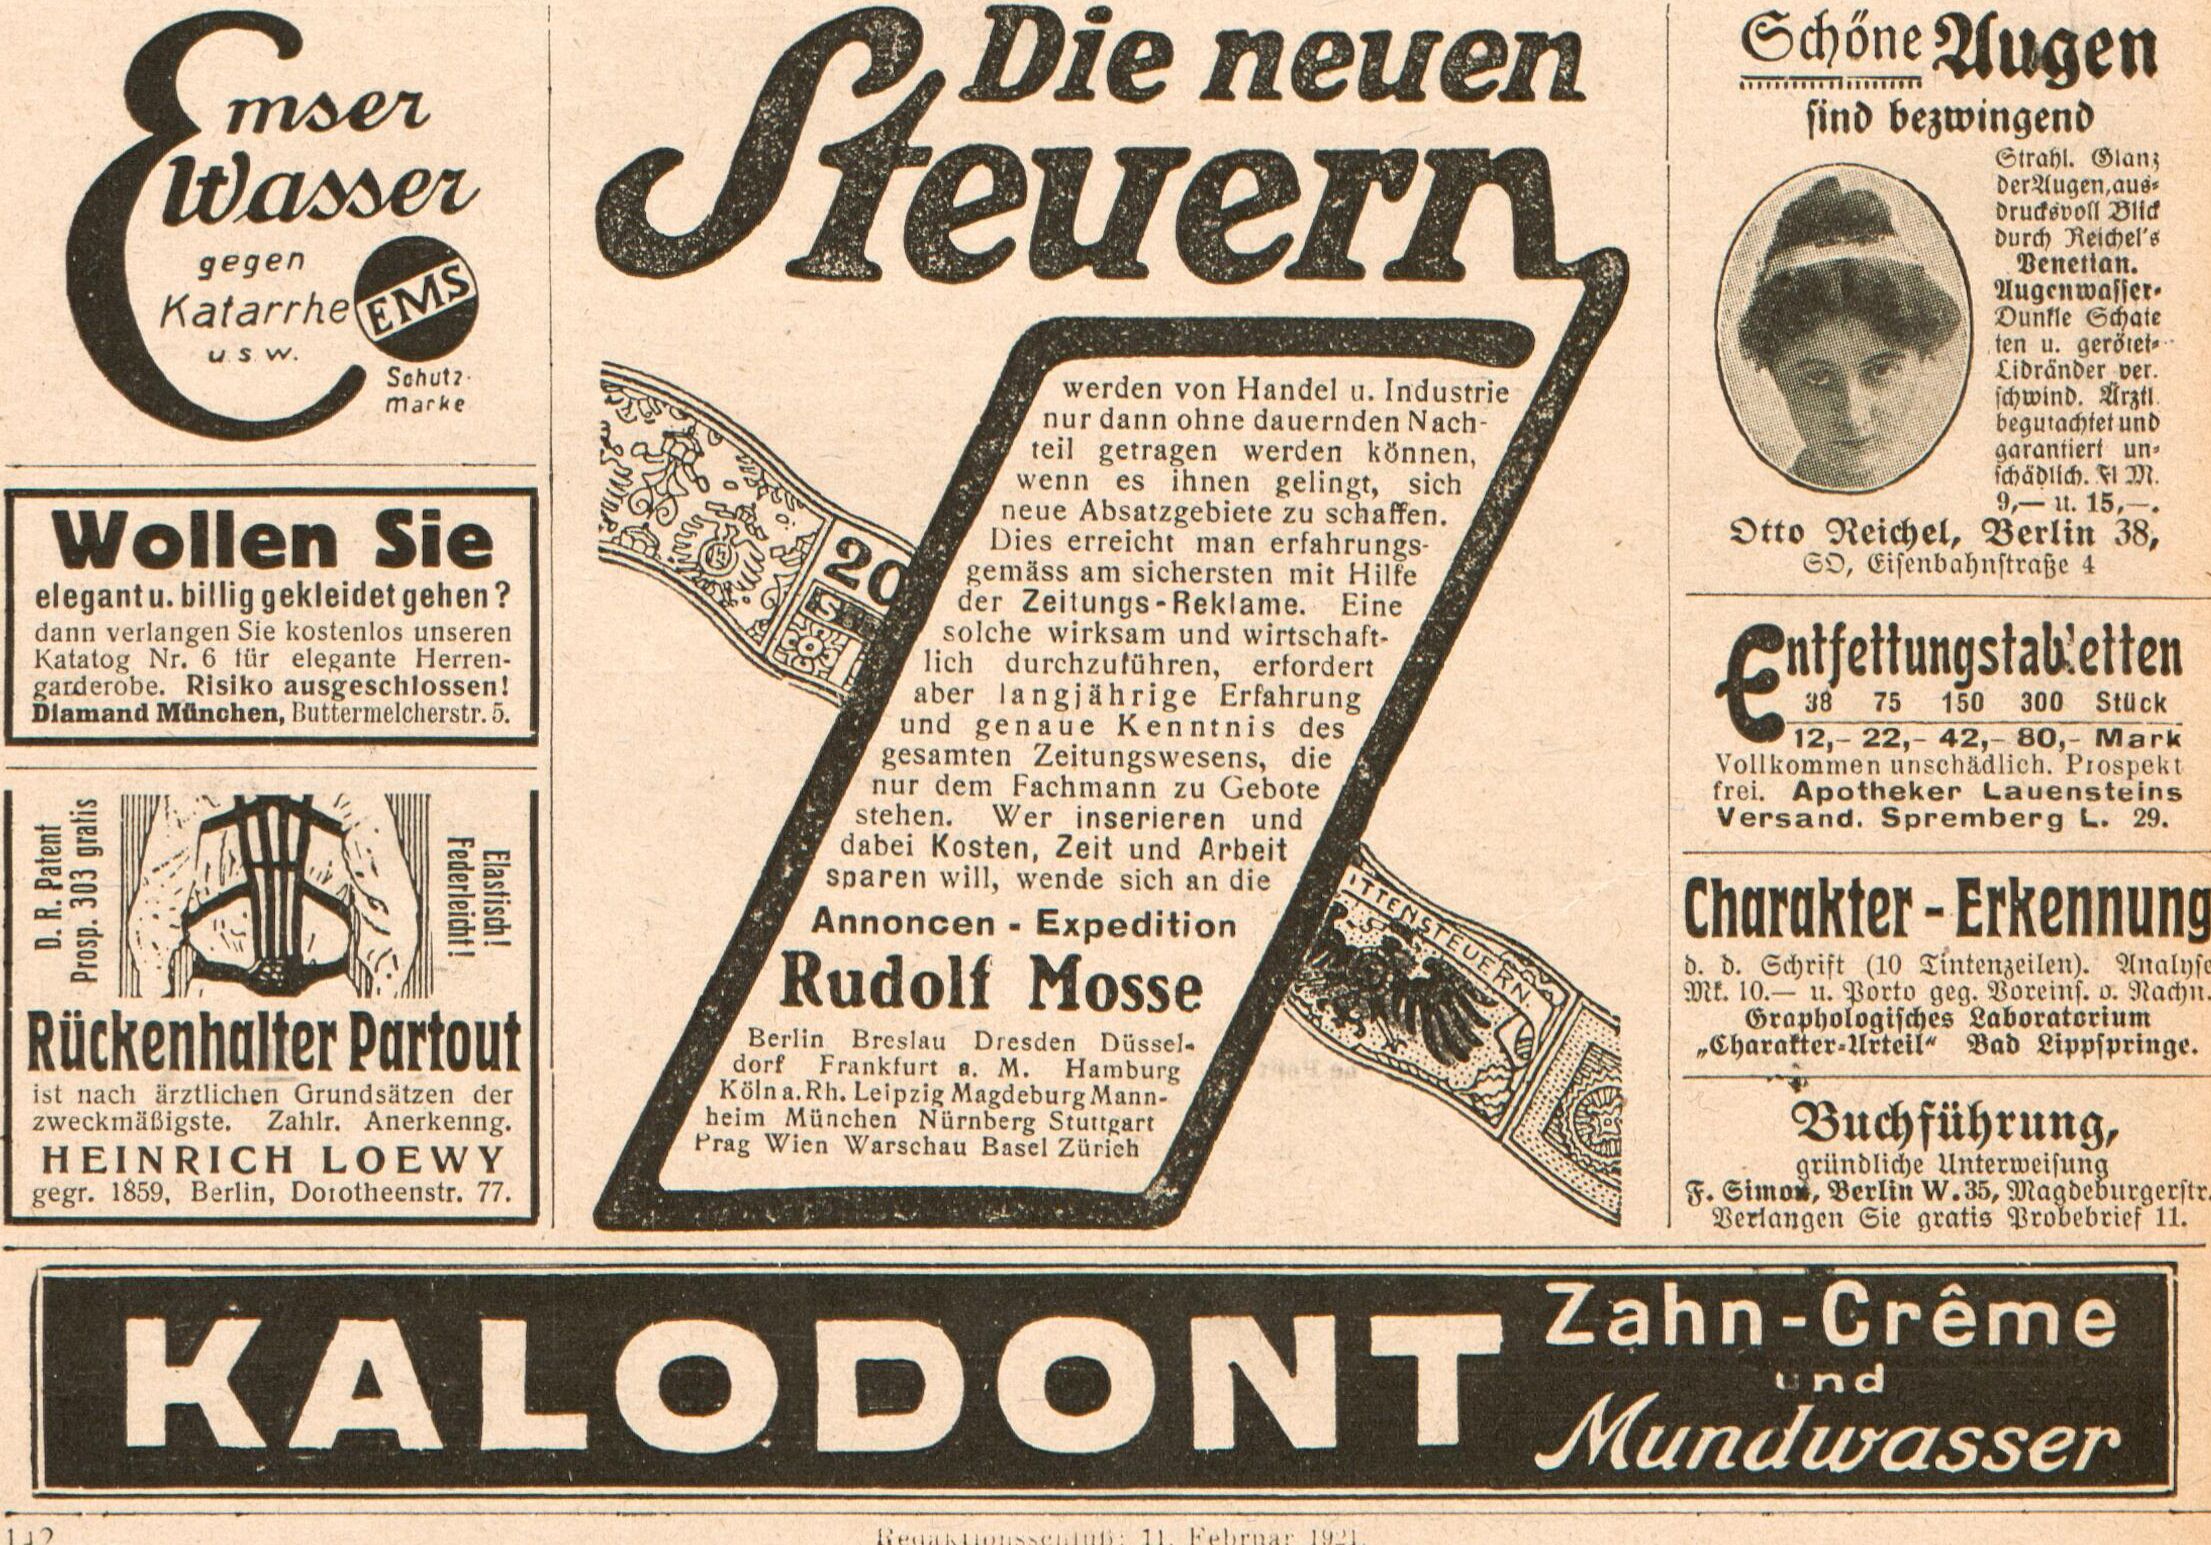 Emser
Wasser
gegen
Katarrhe
u. s. w.
EMS
Schutz-
marke
Wollen Sie
elegant u. billig gekleidet gehen?
dann verlangen Sie kostenlos unseren
Katatog Nr. 6 für elegante Herren-
garderobe. Risiko ausgeschlossen!
Diamand München, Buttermelcherstr. 5.
D. R. Patent
Prosp. 303 gratis
Elastisch!
Federleicht!
Rückenhalter Partout
ist nach ärztlichen Grundsätzen der
zweckmäßigste. Zahlr. Anerkenng.
HEINRICH LOEWY
gegr. 1859, Berlin, Dorotheenstr. 77.
Die neuen
Steuern
werden von Handel u. Industrie
nur dann ohne dauernden Nach-
teil getragen werden können,
wenn es ihnen gelingt, sich
neue Absatzgebiete zu schaffen.
Dies erreicht man erfahrungs-
gemäss am sichersten mit Hilfe
der Zeitungs-Reklame. Eine
solche wirksam und wirtschaft-
lich durchzuführen, erfordert
aber langjährige Erfahrung
und genaue Kenntnis des
gesamten Zeitungswesens, die
nur dem Fachmann zu Gebote
stehen. Wer inserieren und
dabei Kosten, Zeit und Arbeit
sparen will, wende sich an die
Annoncen - Expedition
Rudolf Mosse
Berlin Breslau Dresden Düssel-
dorf Frankfurt a. M. Hamburg
Köln a. Rh. Leipzig Magdeburg Mann-
heim München Nürnberg Stuttgart
Prag Wien Warschau Basel Zürich
20
S
ITTENSTEUERN.
Schöne Augen
sind bezwingend
Strahl. Glanz
der Augen, aus-
drucksvoll Blick
durch Reichel's
Venetian.
Augenwasser-
Dunkle Schate
ten u. gerötet-
Lidränder ver.
schwind. Ärztl.
begutachtet und
garantiert un-
schädlich. Fl M.
9,— u. 15,—.
Otto Reichel, Berlin 38,
SO, Eisenbahnstraße 4
Entfettungstabletten
38 75 150 300 Stück
12,- 22,- 42,- 80,- Mark
Vollkommen unschädlich. Prospekt
frei. Apotheker Lauensteins
Versand. Spremberg L. 29.
Charakter - Erkennung
d. d. Schrift (10 Tintenzeilen). Analyse
Mk. 10.— u. Porto geg. Voreins. o. Nachn.
Graphologisches Laboratorium
„Charakter-Urteil“ Bad Lippspringe.
Buchführung,
gründliche Unterweisung
F. Simon, Berlin W. 35, Magdeburgerstr.
Verlangen Sie gratis Probebrief 11.
KALODONT
Zahn-Crême
und
Mundwasser
142
Redaktionsschluß: 11. Februar 1921.